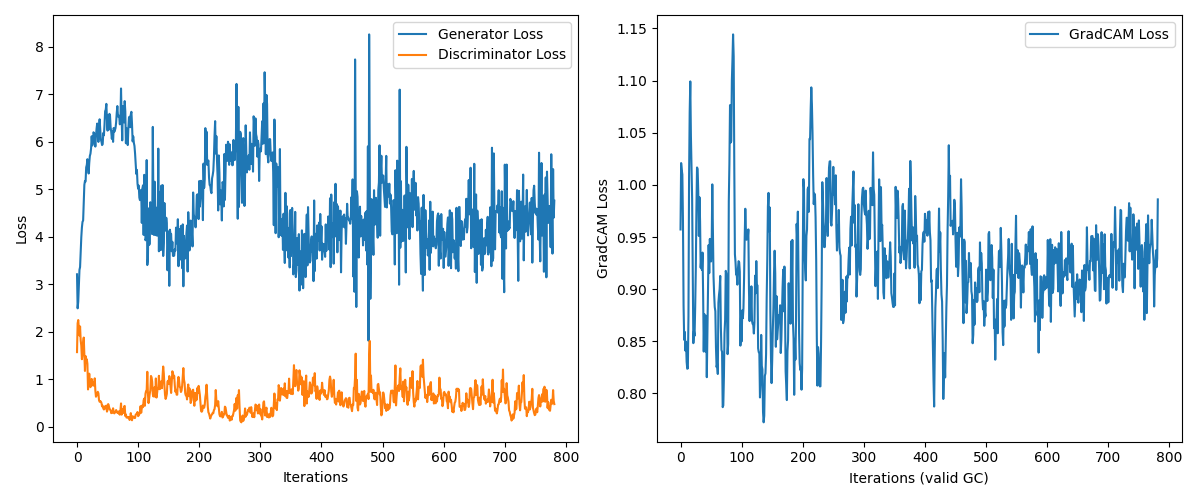 Generator Loss
Discriminator Loss
8
7
6
5
4
3
2
1
0
Loss
0 100 200 300 400 500 600 700 800
Iterations
GradCAM Loss
1.15
1.10
1.05
1.00
0.95
0.90
0.85
0.80
GradCAM Loss
0 100 200 300 400 500 600 700 800
Iterations (valid GC)